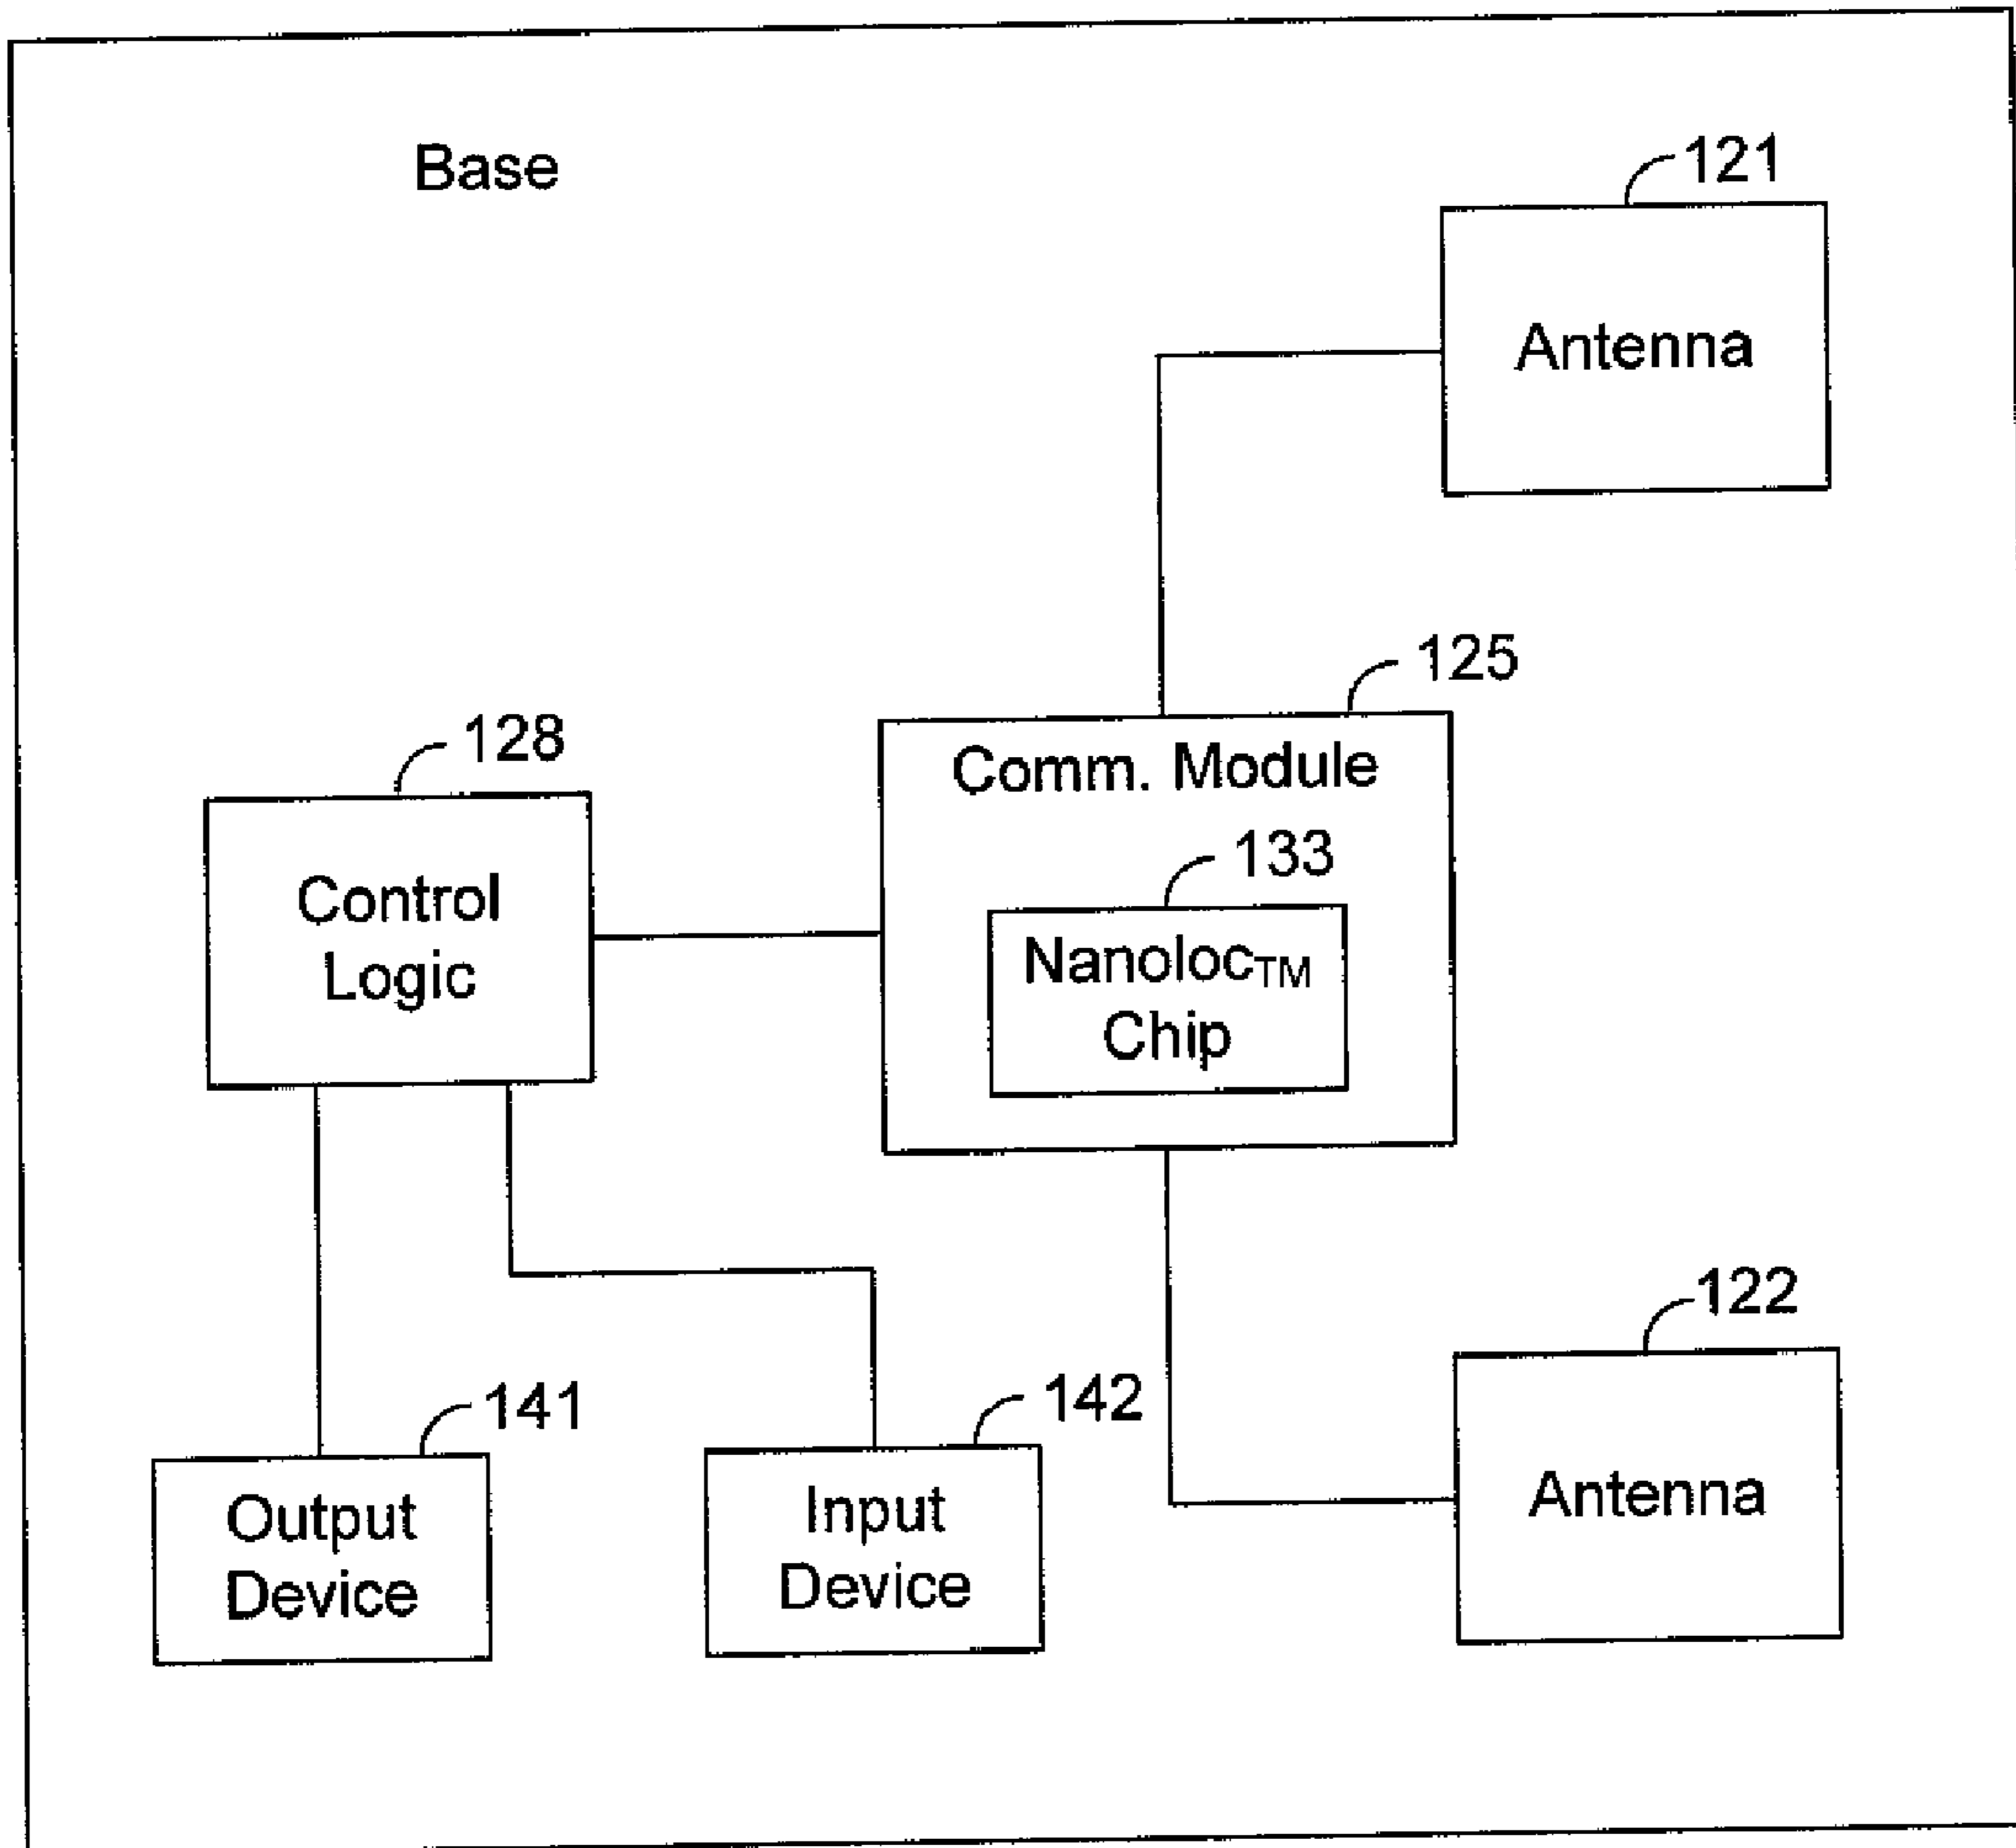 Base
121
Antenna
125
Comm. Module
128
Control
Logic
133
Nanoloc™
Chip
122
Antenna
141
Output
Device
142
Input
Device